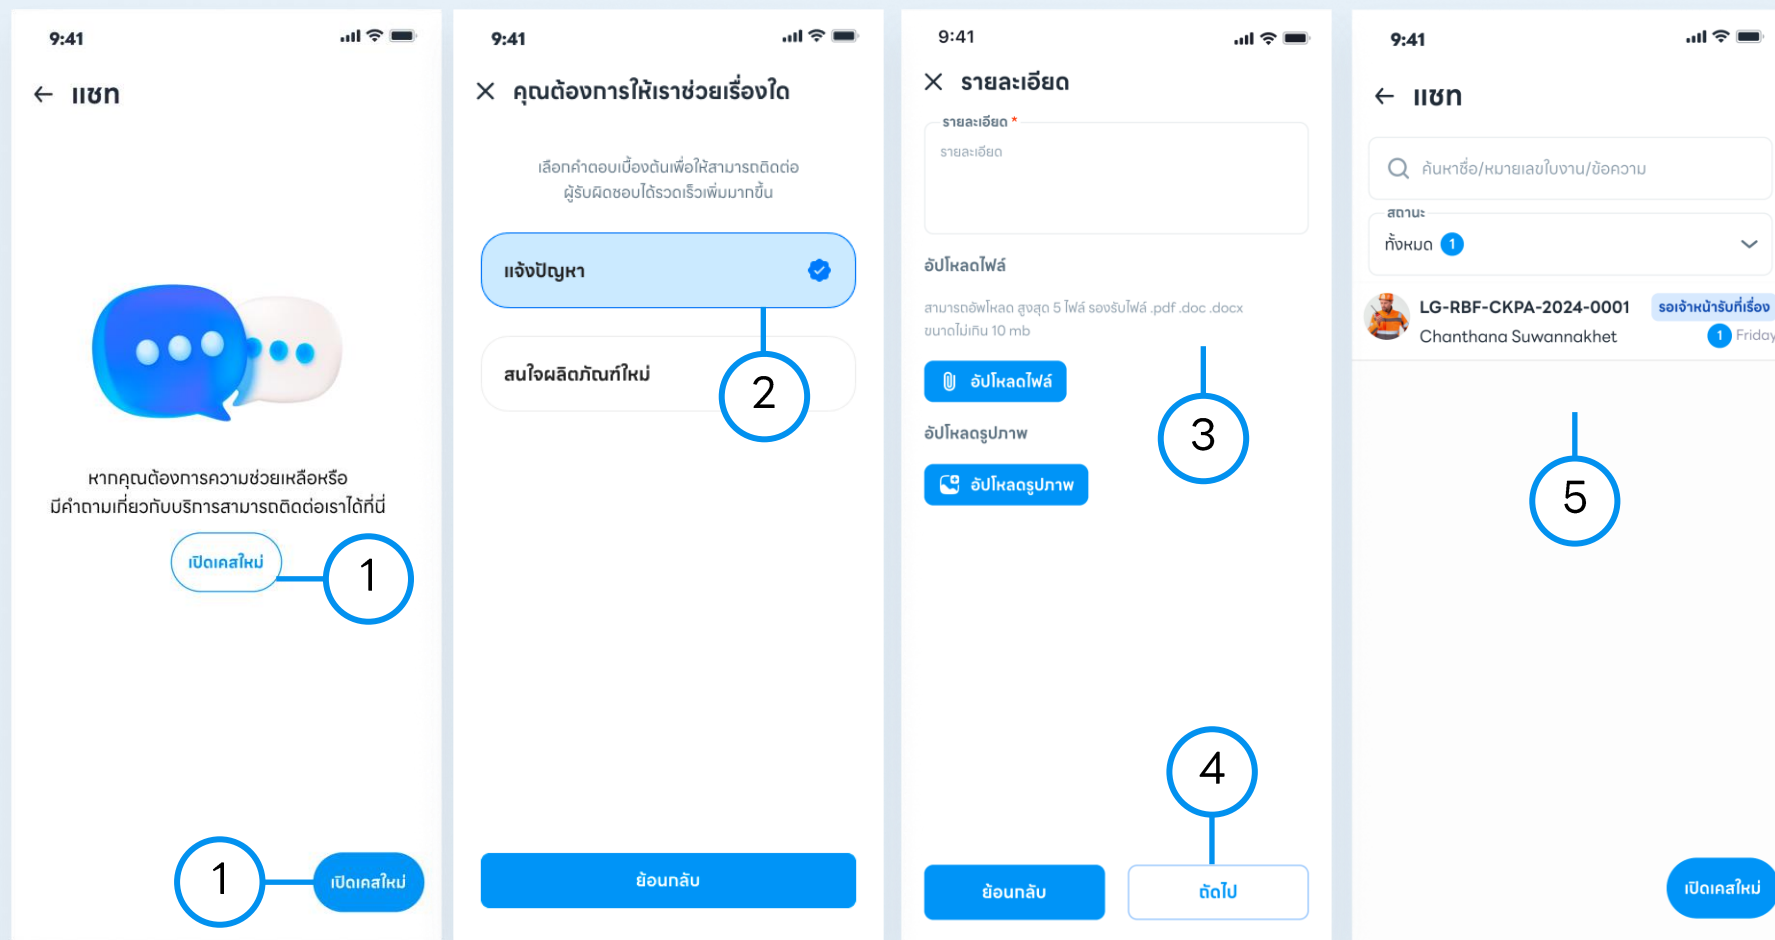 9:41
แชท
หากคุณต้องการความช่วยเหลือหรือ
มีคำถามเกี่ยวกับบริการสามารถติดต่อเราได้ที่นี่
เปิดเคสใหม่
1
1
เปิดเคสใหม่
9:41
คุณต้องการให้เราช่วยเรื่องใด
เลือกคำตอบเบื้องต้นเพื่อให้สามารถติดต่อ
ผู้รับผิดชอบได้รวดเร็วเพิ่มมากขึ้น
แจ้งปัญหา
สนใจผลิตภัณฑ์ใหม่
2
ย้อนกลับ
9:41
รายละเอียด
รายละเอียด *
รายละเอียด
อัปโหลดไฟล์
สามารถอัพโหลด สูงสุด 5 ไฟล์ รองรับไฟล์ .pdf .doc .docx
ขนาดไม่เกิน 10 mb
อัปโหลดไฟล์
อัปโหลดรูปภาพ
3
อัปโหลดรูปภาพ
4
ย้อนกลับ
ถัดไป
9:41
แชท
ค้นหาชื่อ/หมายเลขใบงาน/ข้อความ
สถานะ
ทั้งหมด 1
LG-RBF-CKPA-2024-0001 รอเจ้าหน้ารับที่เรื่อง
Chanthana Suwannakhet 1 Friday
5
เปิดเคสใหม่